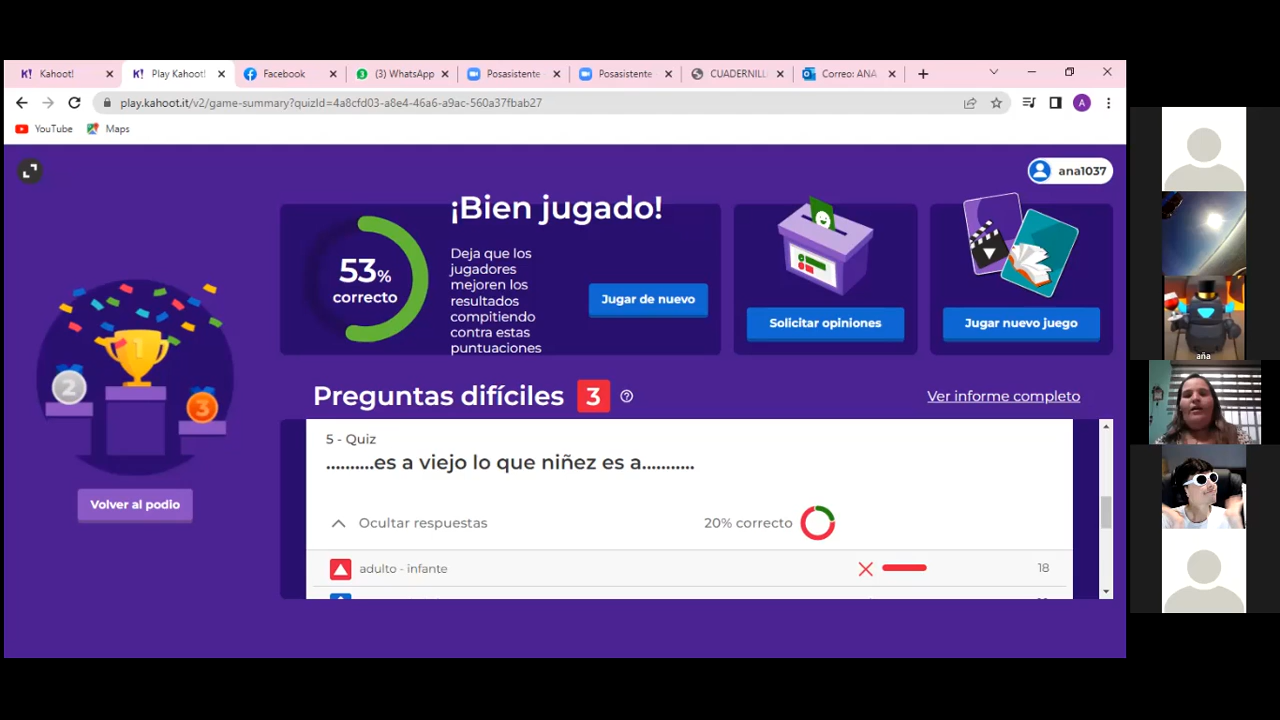 Kahoot!
Play Kahoot!
Facebook
(3) WhatsApp
Posasistente
Posasistente
CUADERNILL
Correo: ANA
play.kahoot.it/v2/game-summary?quizId=4a8cfd03-a8e4-46a6-a9ac-560a37fbab27
A
YouTube
Maps
ana1037
53%
correcto
¡Bien jugado!
Deja que los
jugadores
mejoren los
resultados
compitiendo
contra estas
puntuaciones
Jugar de nuevo
Solicitar opiniones
Jugar nuevo juego
1
2
3
Volver al podio
Preguntas difíciles 3
Ver informe completo
5 - Quiz
..........es a viejo lo que niñez es a...........
Ocultar respuestas
20% correcto
adulto - infante
18
aña